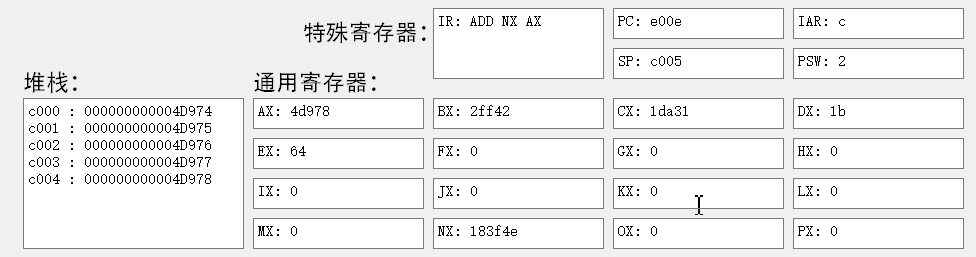 特殊寄存器:
IR: ADD NX AX
PC: e00e
IAR: c
SP: c005
PSW: 2
堆栈:
通用寄存器:
c000 : 000000000004D974
c001 : 000000000004D975
c002 : 000000000004D976
c003 : 000000000004D977
c004 : 000000000004D978
AX: 4d978
BX: 2ff42
CX: 1da31
DX: 1b
EX: 64
FX: 0
GX: 0
HX: 0
IX: 0
JX: 0
KX: 0
LX: 0
MX: 0
NX: 183f4e
OX: 0
PX: 0